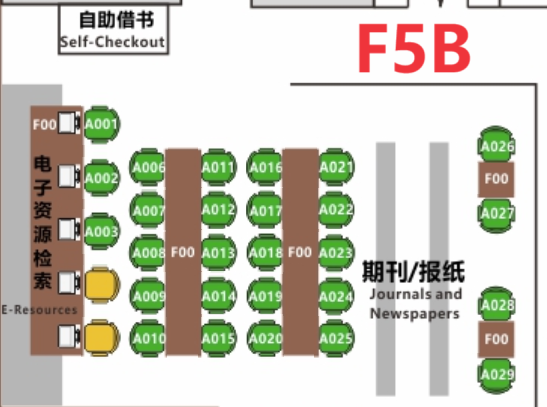 自助借书
Self-Checkout
F5B
F00
A001
A002
A003
电子资源检索
E-Resources
A006
A007
A008
A009
A010
F00
A011
A012
A013
A014
A015
A016
A017
A018
A019
A020
F00
A021
A022
A023
A024
A025
期刊/报纸
Journals and
Newspapers
A026
F00
A027
A028
F00
A029